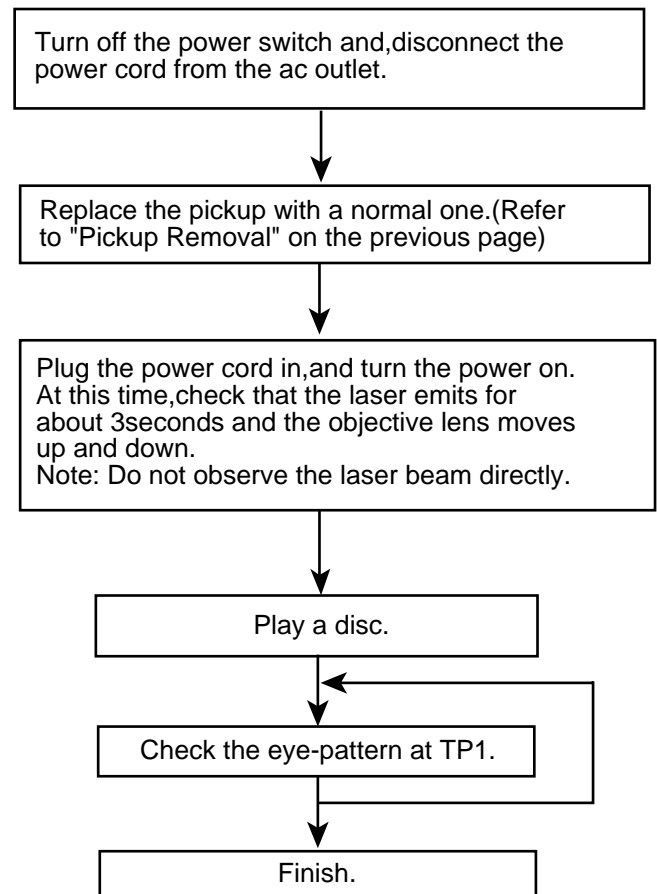 Turn off the power switch and,disconnect the
power cord from the ac outlet.
Replace the pickup with a normal one.(Refer
to "Pickup Removal" on the previous page)
Plug the power cord in,and turn the power on.
At this time,check that the laser emits for
about 3seconds and the objective lens moves
up and down.
Note: Do not observe the laser beam directly.
Play a disc.
Check the eye-pattern at TP1.
Finish.